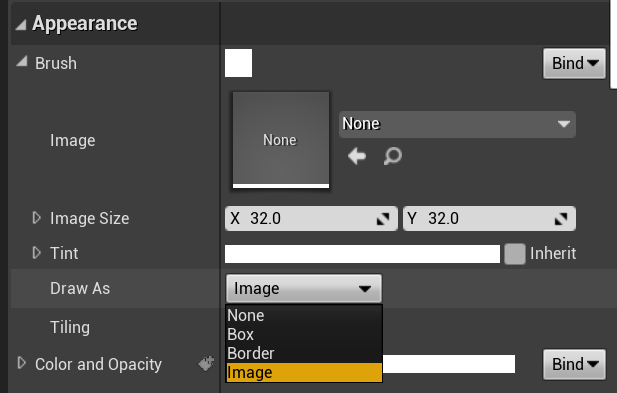 Appearance
Brush
Bind
Image
None
None
Image Size
X 32.0
Y 32.0
Tint
Inherit
Draw As
Image
None
Box
Border
Image
Tiling
Color and Opacity
Bind